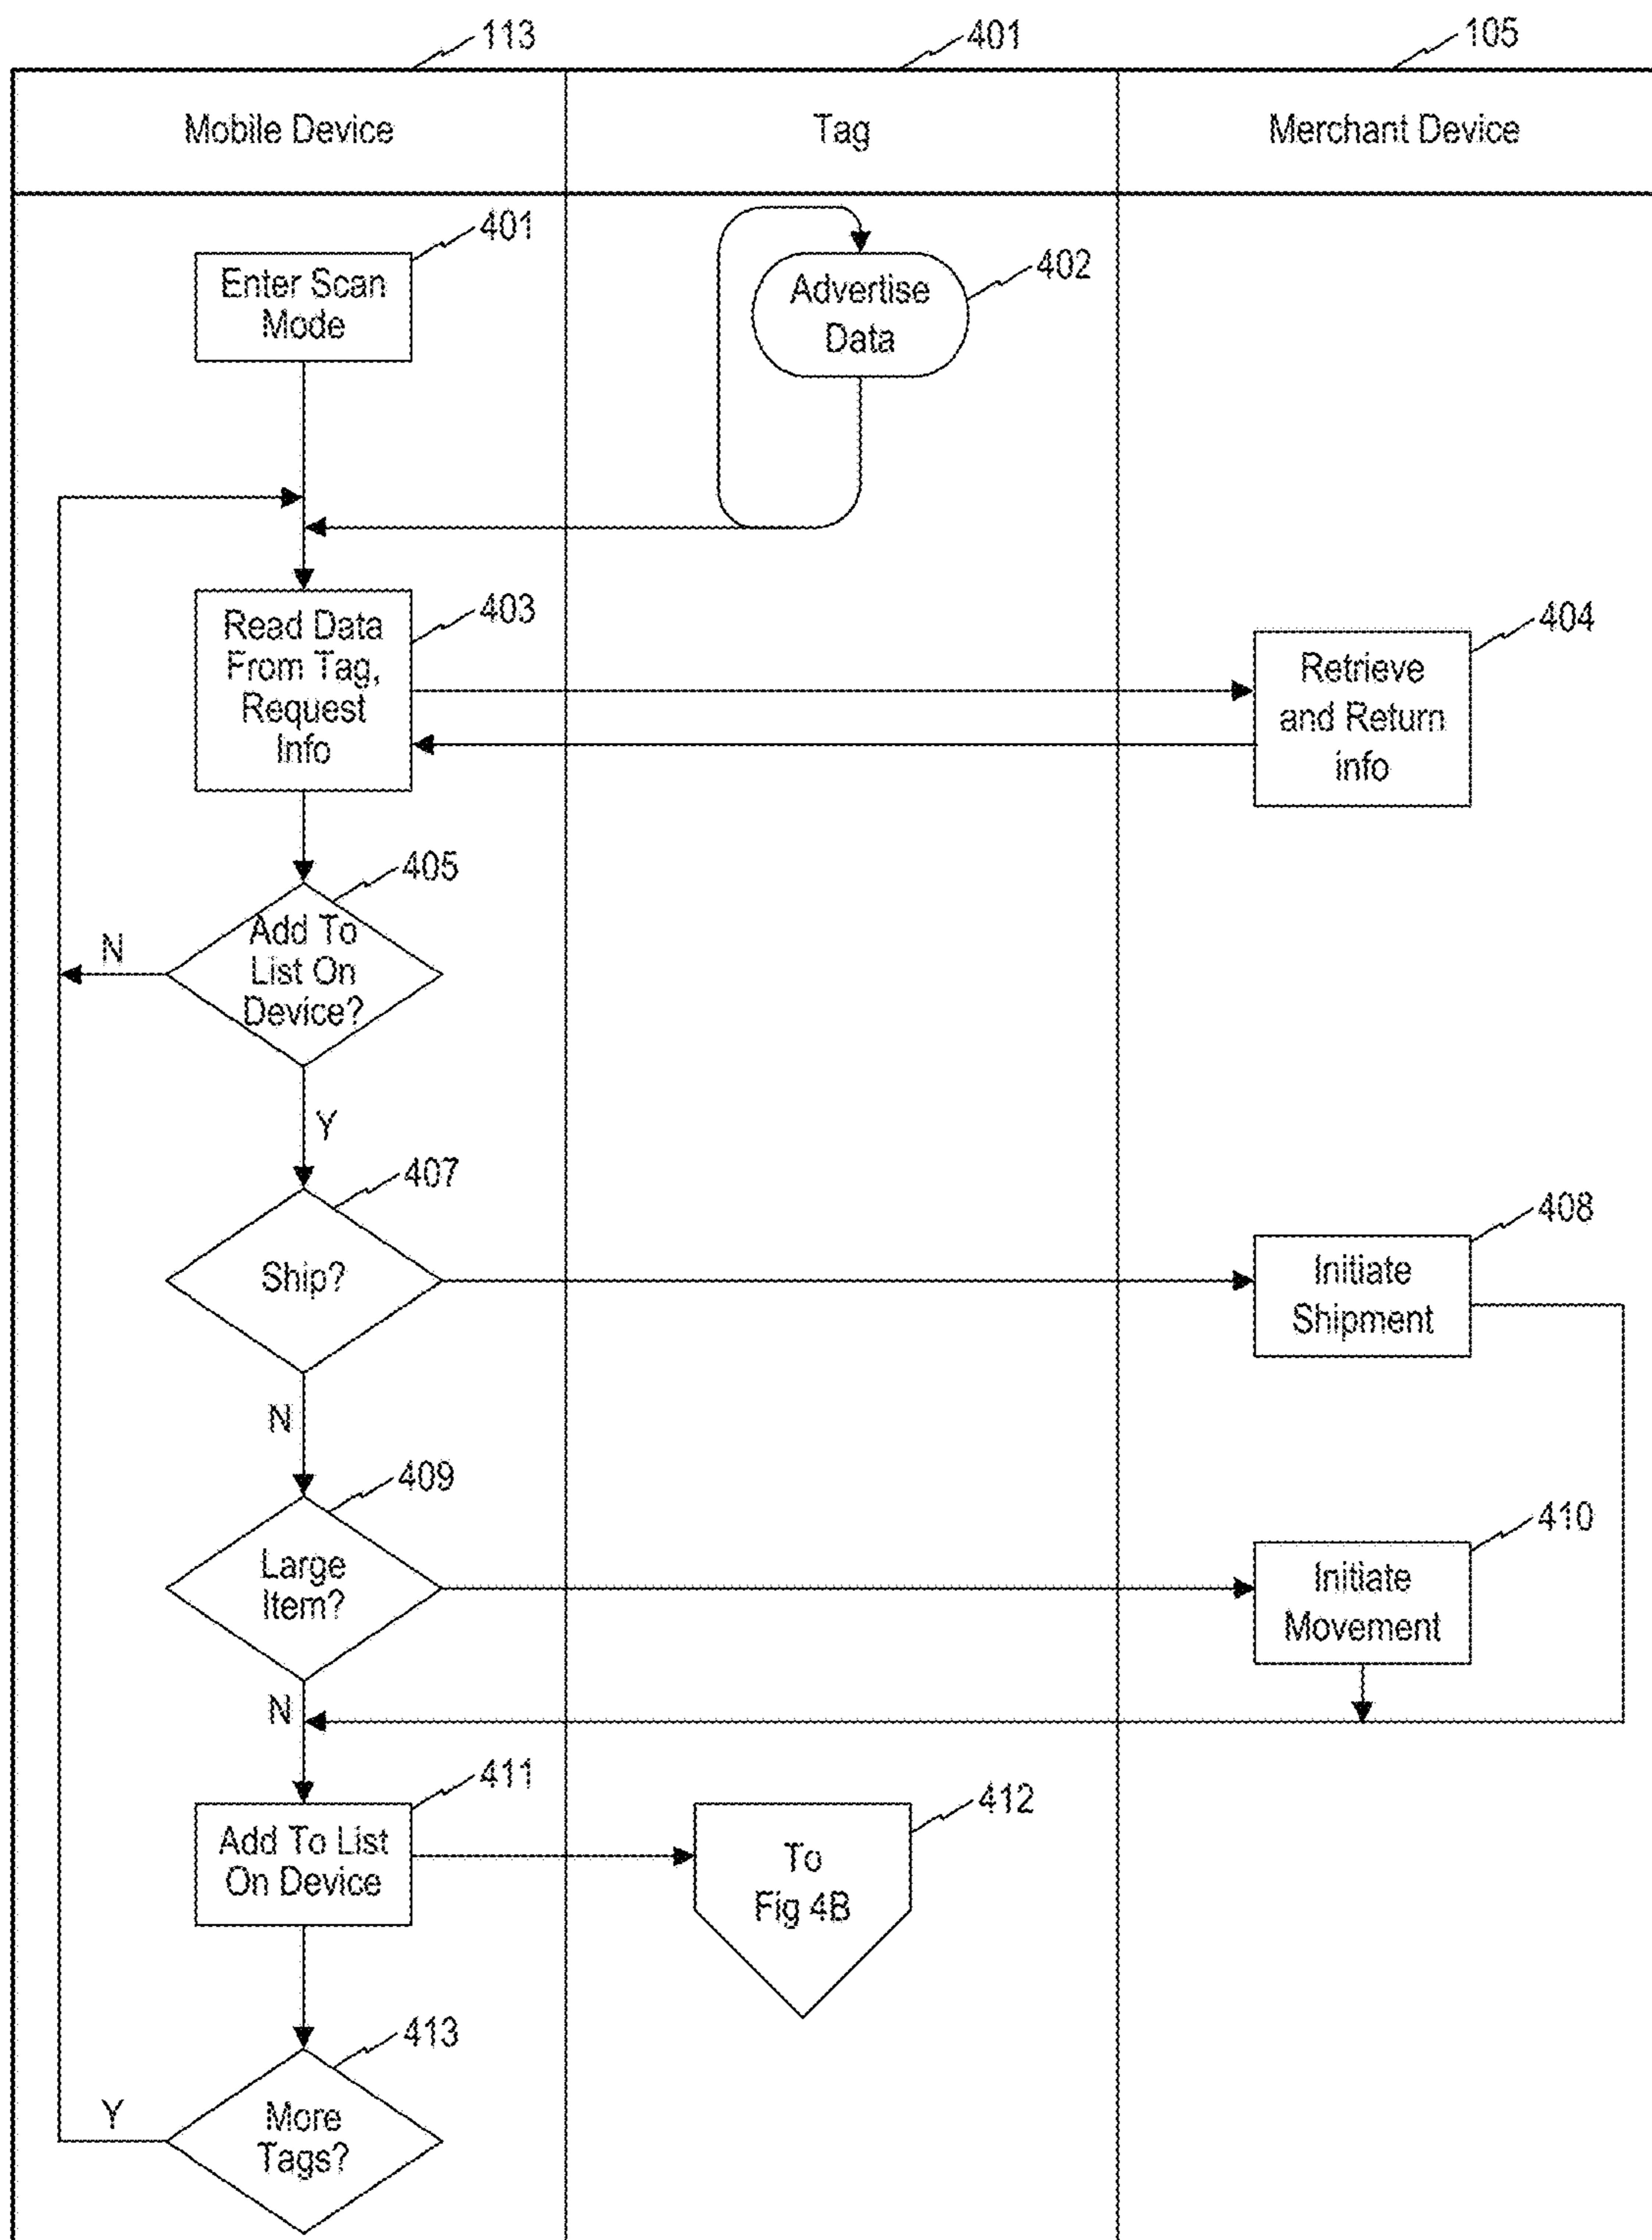 113
401
105
Mobile Device
Tag
Merchant Device
401
Enter Scan
Mode
402
Advertise
Data
403
Read Data
From Tag,
Request
Info
404
Retrieve
and Return
info
405
Add To
List On
Device?
N
Y
407
Ship?
408
Initiate
Shipment
N
409
Large
Item?
410
Initiate
Movement
N
411
Add To List
On Device
412
To
Fig 4B
413
More
Tags?
Y